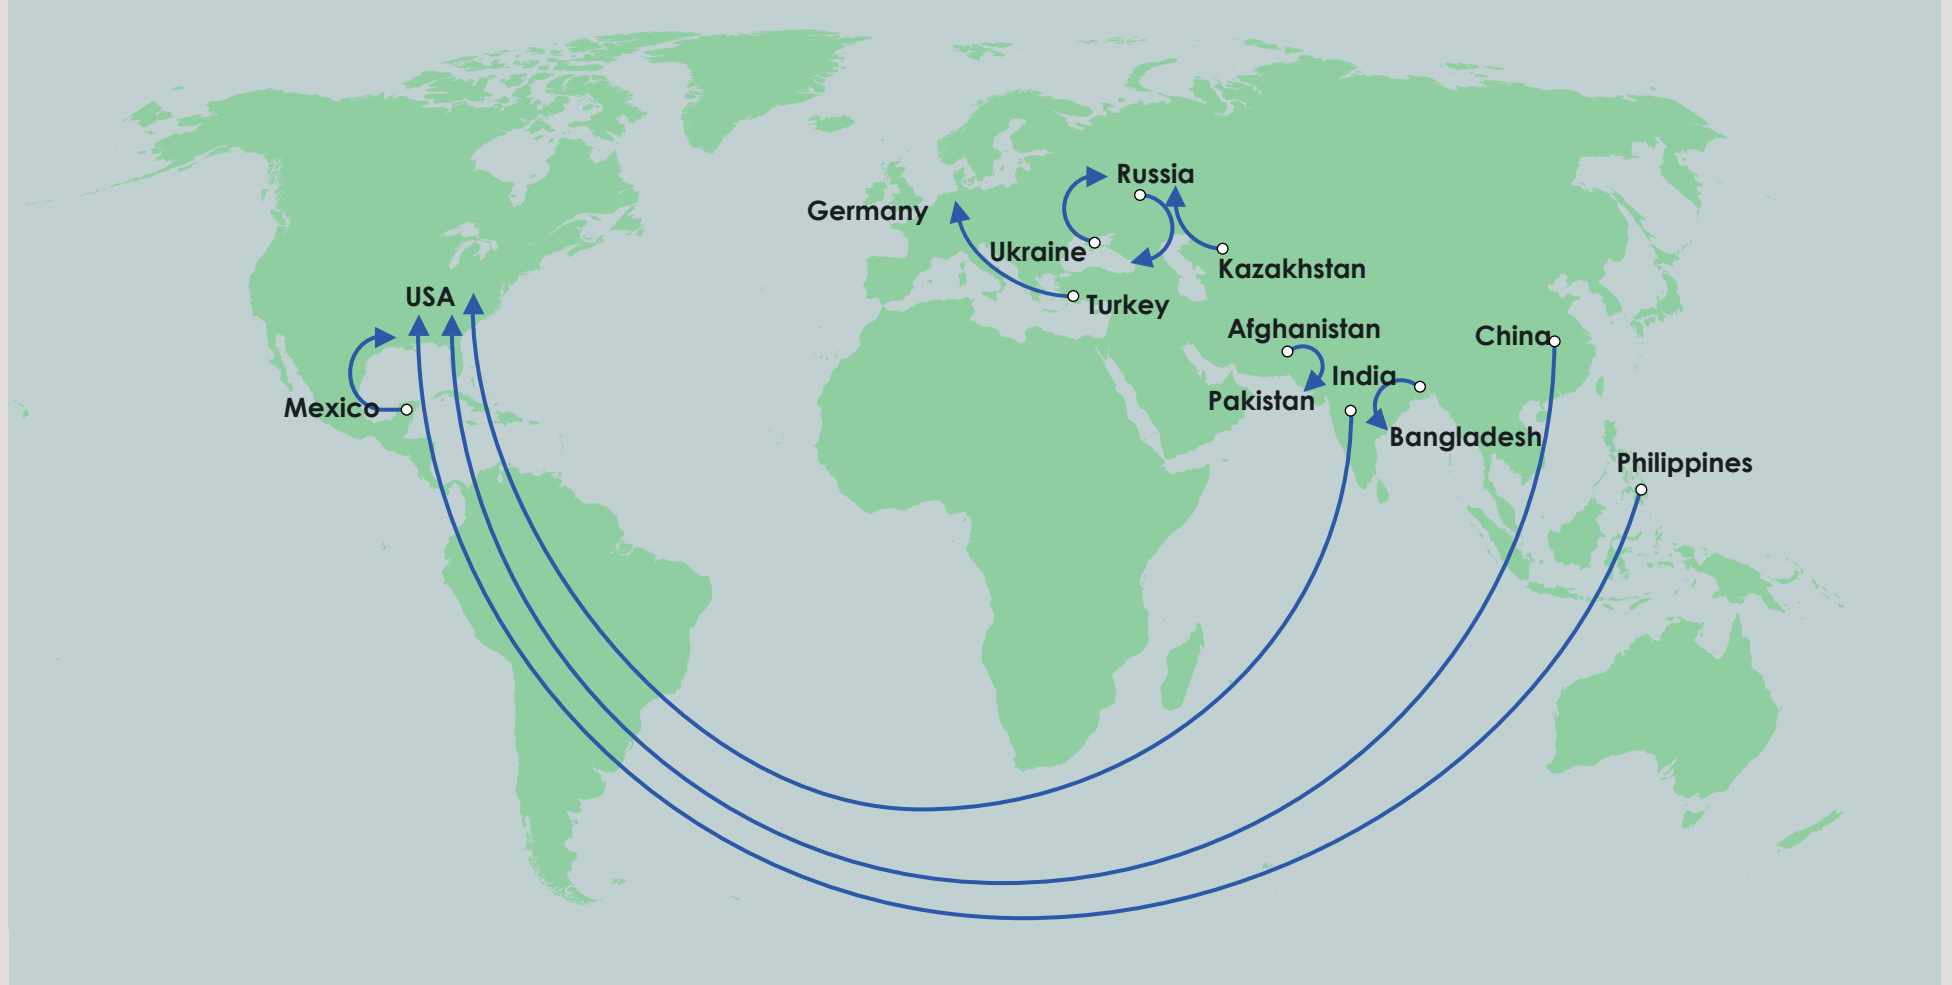 Russia
Germany
Ukraine
Kazakhstan
USA
Turkey
Afghanistan
China
India
Pakistan
Mexico
Bangladesh
Philippines